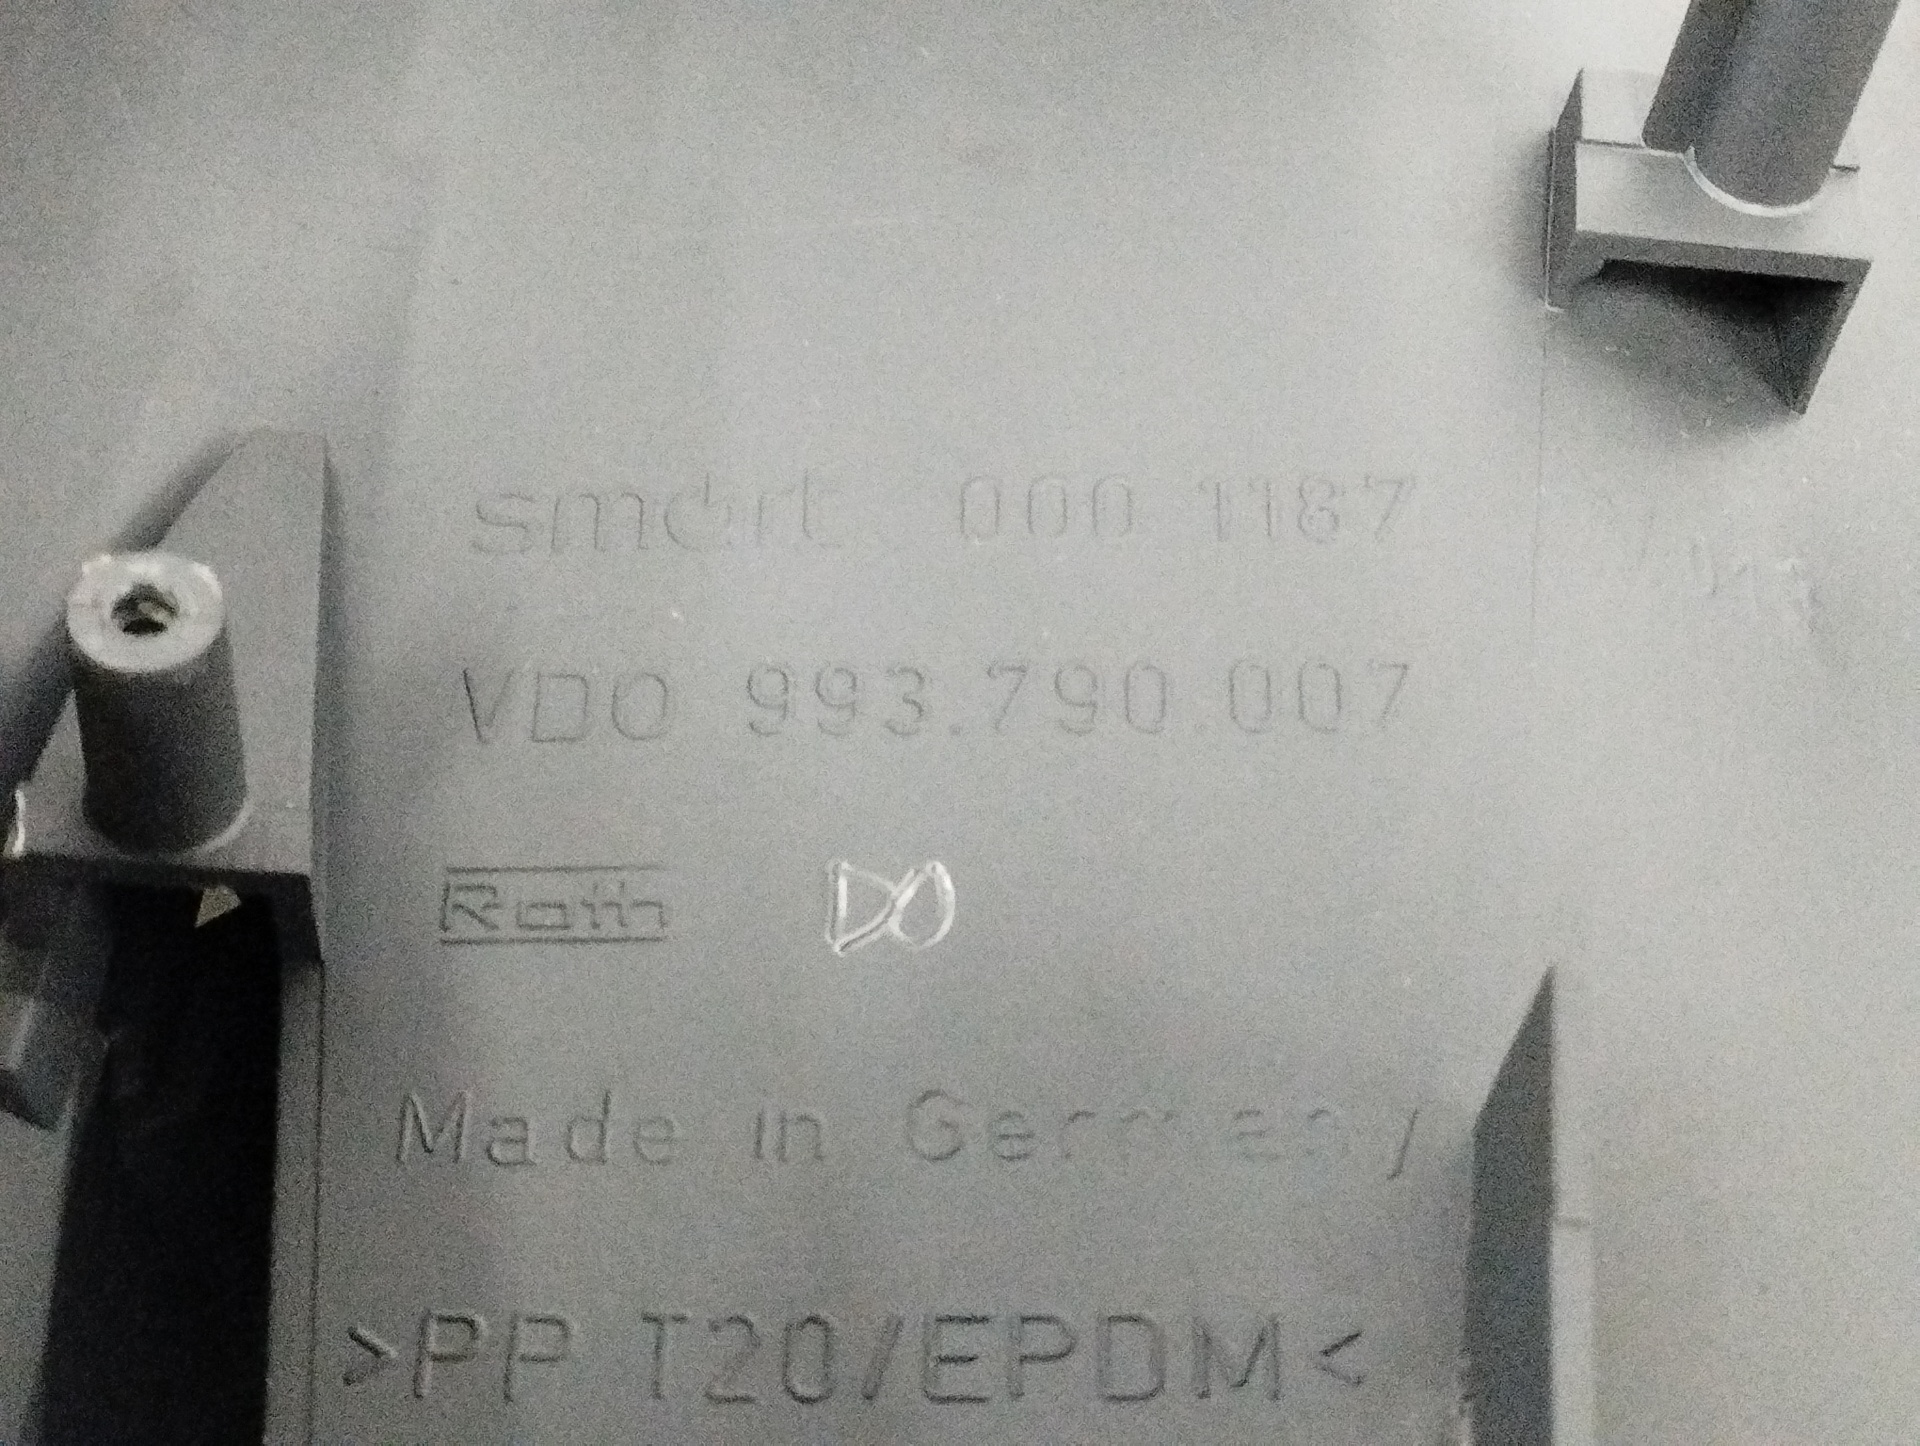 smart 000 1187
VDO 993.790.007
Roth DO
Made in Germany
>PP T20/EPDM<